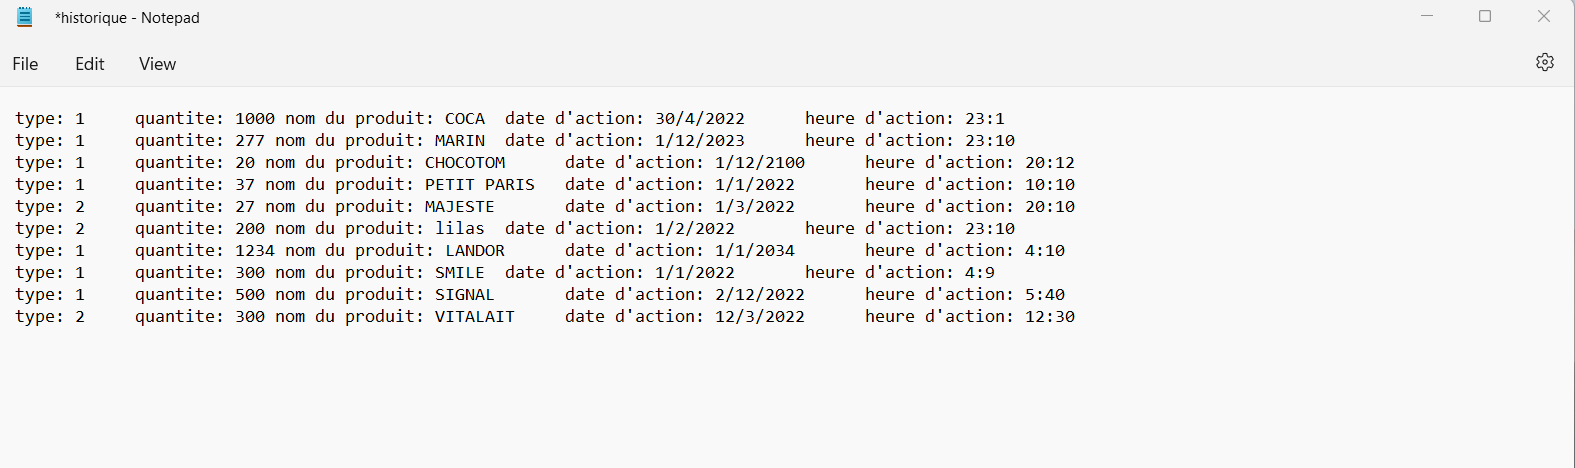 *historique - Notepad
File Edit View
type: 1 quantite: 1000 nom du produit: COCA date d'action: 30/4/2022 heure d'action: 23:1
type: 1 quantite: 277 nom du produit: MARIN date d'action: 1/12/2023 heure d'action: 23:10
type: 1 quantite: 20 nom du produit: CHOCOTOM date d'action: 1/12/2100 heure d'action: 20:12
type: 1 quantite: 37 nom du produit: PETIT PARIS date d'action: 1/1/2022 heure d'action: 10:10
type: 2 quantite: 27 nom du produit: MAJESTE date d'action: 1/3/2022 heure d'action: 20:10
type: 2 quantite: 200 nom du produit: lilas date d'action: 1/2/2022 heure d'action: 23:10
type: 1 quantite: 1234 nom du produit: LANDOR date d'action: 1/1/2034 heure d'action: 4:10
type: 1 quantite: 300 nom du produit: SMILE date d'action: 1/1/2022 heure d'action: 4:9
type: 1 quantite: 500 nom du produit: SIGNAL date d'action: 2/12/2022 heure d'action: 5:40
type: 2 quantite: 300 nom du produit: VITALAIT date d'action: 12/3/2022 heure d'action: 12:30